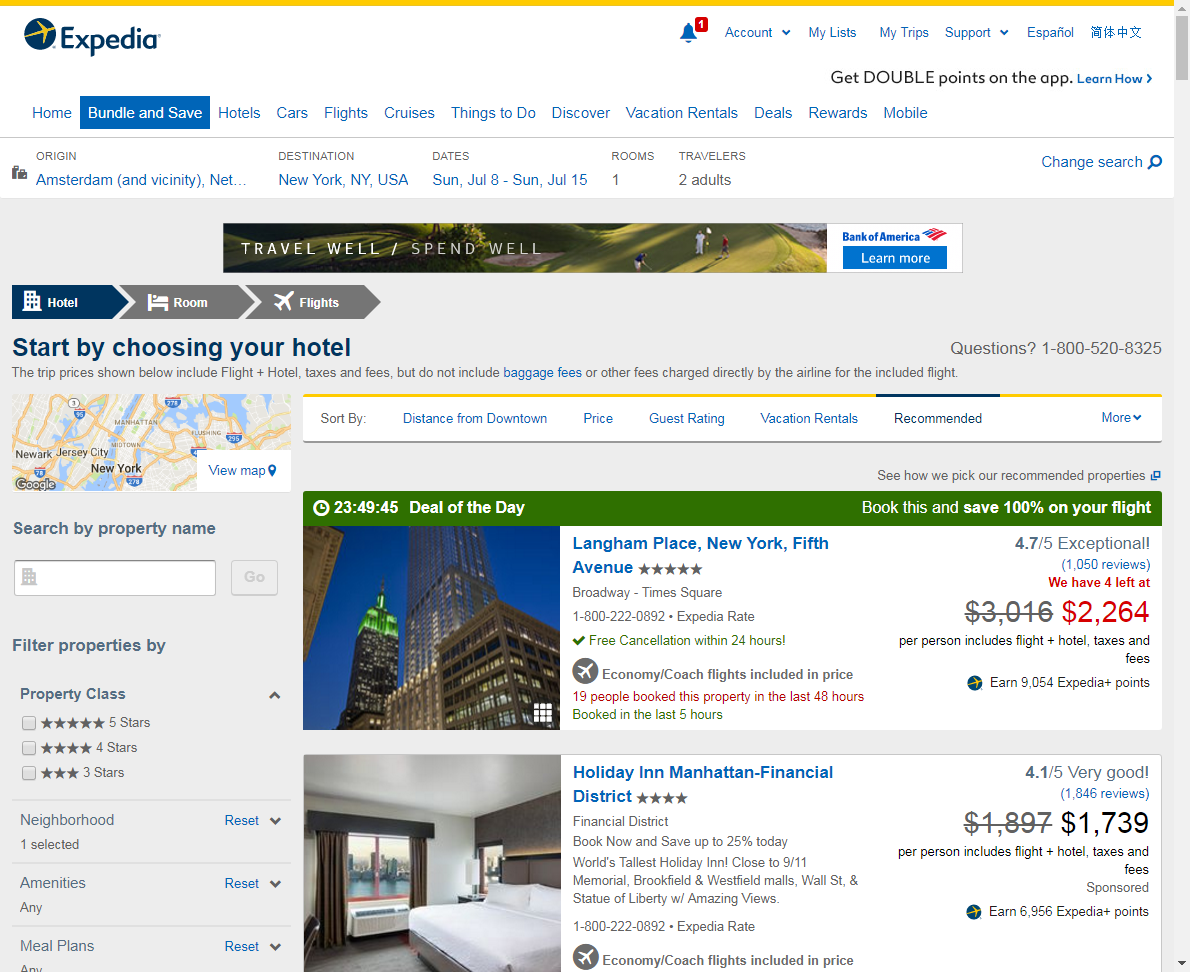 Expedia
1
Account
My Lists
My Trips
Support
Español
简体中文
Get DOUBLE points on the app. Learn How
Home
Bundle and Save
Hotels
Cars
Flights
Cruises
Things to Do
Discover
Vacation Rentals
Deals
Rewards
Mobile
ORIGIN
Amsterdam (and vicinity), Net...
DESTINATION
New York, NY, USA
DATES
Sun, Jul 8 - Sun, Jul 15
ROOMS
1
TRAVELERS
2 adults
Change search
TRAVEL WELL / SPEND WELL
Bank of America
Learn more
Hotel
Room
Flights
Start by choosing your hotel
Questions? 1-800-520-8325
The trip prices shown below include Flight + Hotel, taxes and fees, but do not include baggage fees or other fees charged directly by the airline for the included flight.
3
278
95
MANHATTAN
FLUSHING
295
MIDTOWN
Newark
Jersey City
New York
78
278
Google
View map
Sort By:
Distance from Downtown
Price
Guest Rating
Vacation Rentals
Recommended
More
See how we pick our recommended properties
Search by property name
Go
Filter properties by
Property Class
5 Stars
4 Stars
3 Stars
Neighborhood
Reset
1 selected
Amenities
Reset
Any
Meal Plans
Reset
Any
23:49:45 Deal of the Day
Book this and save 100% on your flight
Langham Place, New York, Fifth
Avenue
Broadway - Times Square
1-800-222-0892 • Expedia Rate
Free Cancellation within 24 hours!
Economy/Coach flights included in price
19 people booked this property in the last 48 hours
Booked in the last 5 hours
4.7/5 Exceptional!
(1,050 reviews)
We have 4 left at
$3,016 $2,264
per person includes flight + hotel, taxes and
fees
Earn 9,054 Expedia+ points
Holiday Inn Manhattan-Financial
District
Financial District
Book Now and Save up to 25% today
World's Tallest Holiday Inn! Close to 9/11
Memorial, Brookfield & Westfield malls, Wall St, &
Statue of Liberty w/ Amazing Views.
1-800-222-0892 • Expedia Rate
Economy/Coach flights included in price
4.1/5 Very good!
(1,846 reviews)
$1,897 $1,739
per person includes flight + hotel, taxes and
fees
Sponsored
Earn 6,956 Expedia+ points